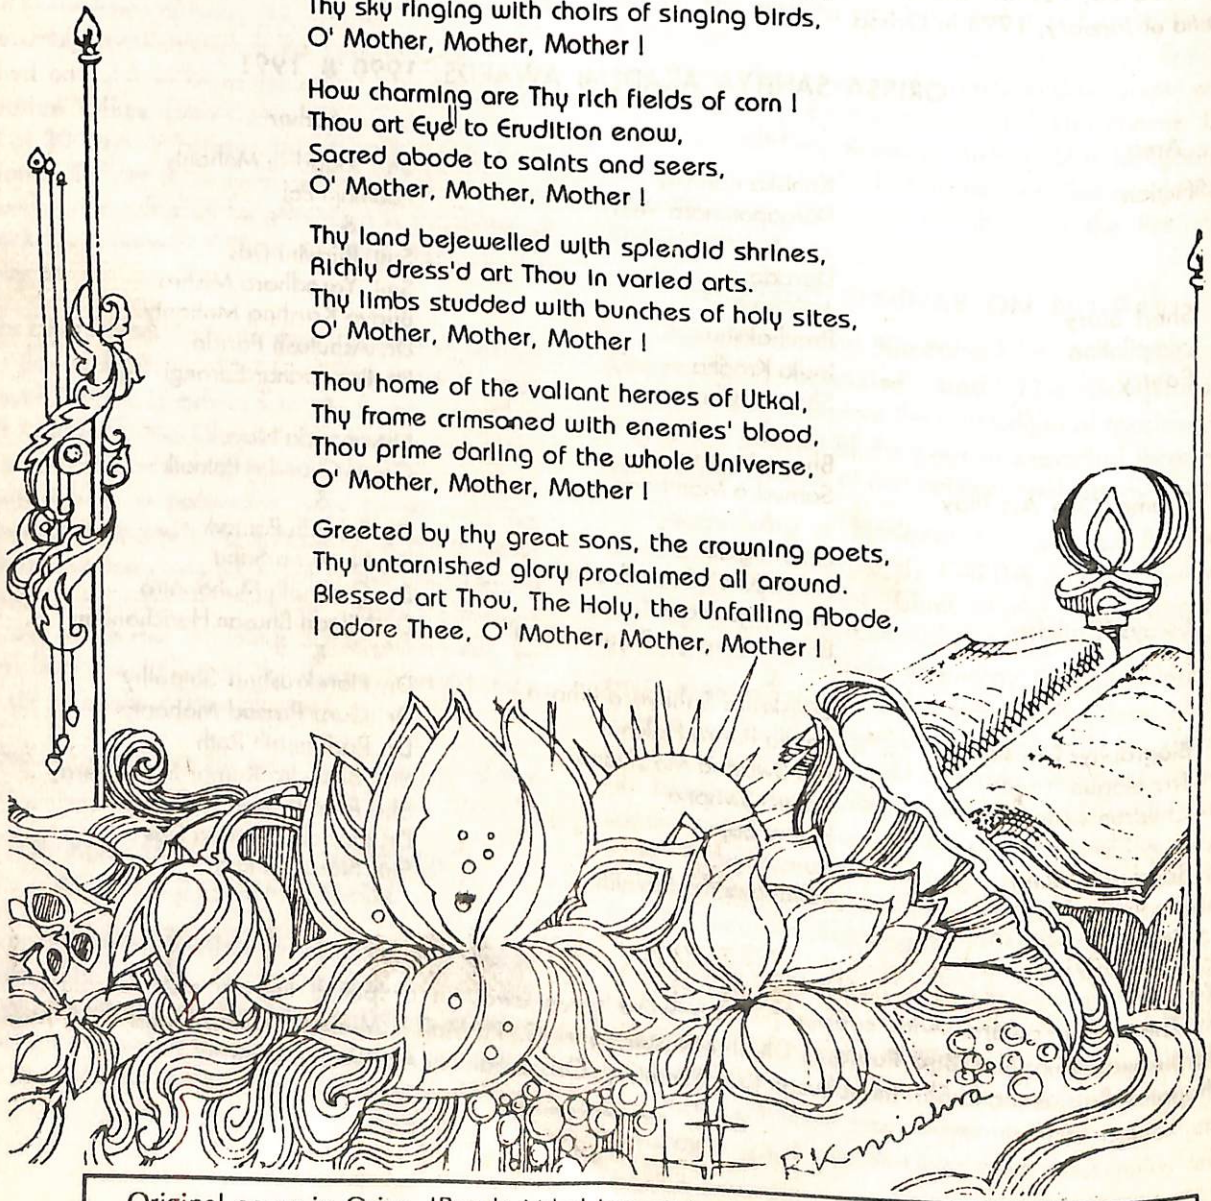 Thy sky ringing with choirs of singing birds,
O' Mother, Mother, Mother !
How charming are Thy rich fields of corn !
Thou art Eye to Erudition enow,
Sacred abode to saints and seers,
O' Mother, Mother, Mother !
Thy land bejewelled with splendid shrines,
Richly dress'd art Thou in varied arts.
Thy limbs studded with bunches of holy sites,
O' Mother, Mother, Mother !
Thou home of the valiant heroes of Utkal,
Thy frame crimsoned with enemies' blood,
Thou prime darling of the whole Universe,
O' Mother, Mother, Mother !
Greeted by thy great sons, the crowning poets,
Thy untarnished glory proclaimed all around.
Blessed art Thou, The Holy, the Unfailing Abode,
I adore Thee, O' Mother, Mother, Mother !
RKmishra